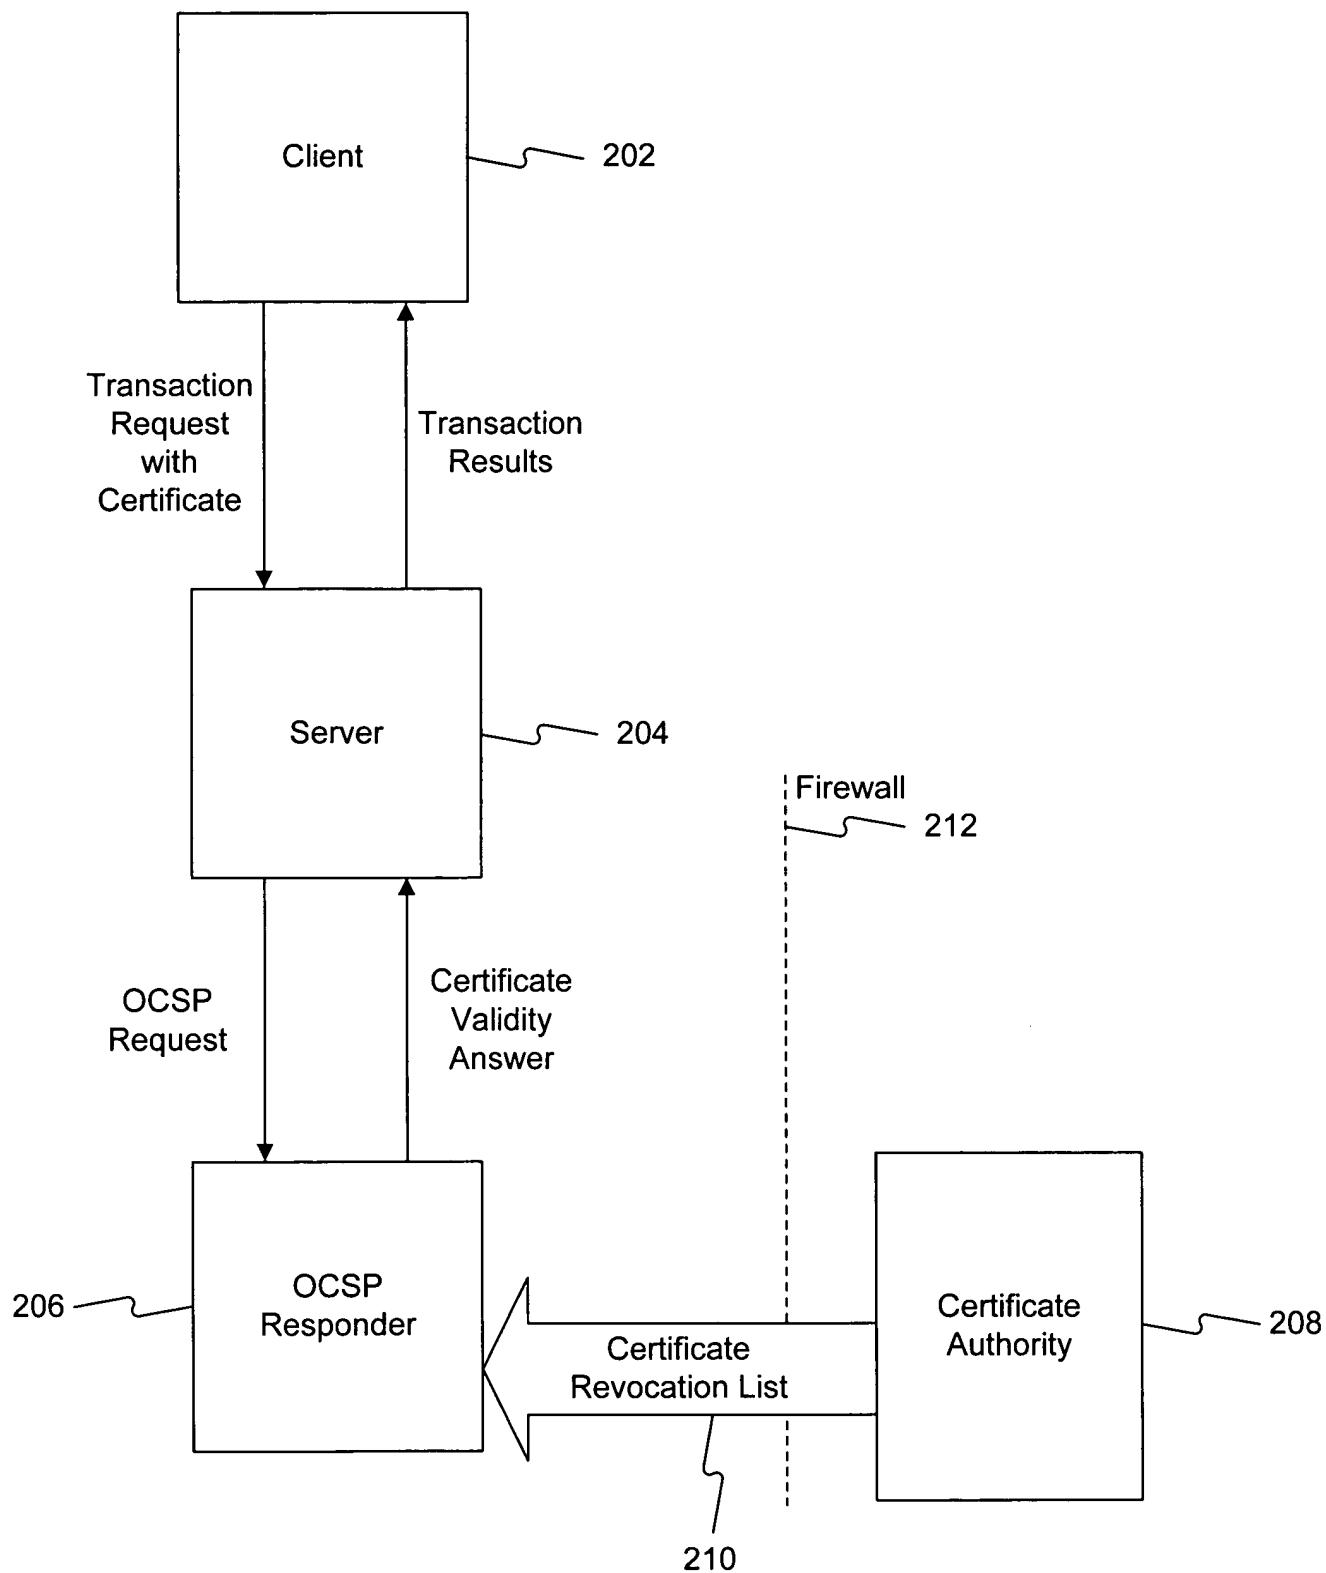 Client
202
Transaction
Request
with
Certificate
Transaction
Results
Server
204
Firewall
212
OCSP
Request
Certificate
Validity
Answer
206
OCSP
Responder
Certificate
Revocation List
Certificate
Authority
208
210